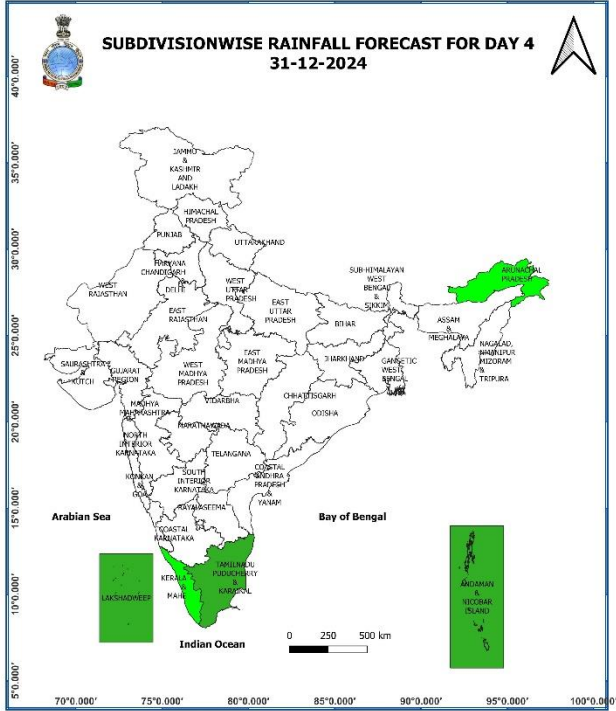 SUBDIVISIONWISE RAINFALL FORECAST FOR DAY 4
31-12-2024
40°0.000'
35°0.000'
30°0.000'
25°0.000'
20°0.000'
15°0.000'
10°0.000'
5°0.000'
JAMMO
&
KASHMIR
AND
LADAKH
HIMACHAL
PRADESH
PUNJAB
UTTARAKHAND
HARYANA
CHANDIGARH
&
DELHI
WEST
RAJASTHAN
WEST
UTTAR
PRADESH
EAST
UTTAR
PRADESH
SUB-HIMALAYAN
WEST
BENGAL
&
SIKKIM
ARUNACHAL
PRADESH
EAST
RAJASTHAN
BIHAR
ASSAM
&
MEGHALAYA
NAGALAD,
MANIPUR
MIZORAM
&
TRIPURA
SAURASHTRA
&
KUTCH
GUJARAT
REGION
WEST
MADHYA
PRADESH
EAST
MADHYA
PRADESH
JHARKHAND
GANGETIC
WEST
BENGAL
MADHYA
MAHARASHTRA
VIDARBHA
CHHATTISGARH
ODISHA
MARATHAWADA
NORTH
INTERIOR
KARNATAKA
TELANGANA
KONKAN
&
GOA
SOUTH
INTERIOR
KARNATAKA
COASTAL
ANDHRA
PRADESH
&
YANAM
RAYALASEEMA
COASTAL
KARNATAKA
Arabian Sea
Bay of Bengal
LAKSHADWEEP
KERALA
&
MAHE
TAMILNADU
PUDUCHERRY
&
KARAIKAL
ANDAMAN
&
NICOBAR
ISLAND
Indian Ocean
0 250 500 km
70°0.000' 75°0.000' 80°0.000' 85°0.000' 90°0.000' 95°0.000' 100°0.000'